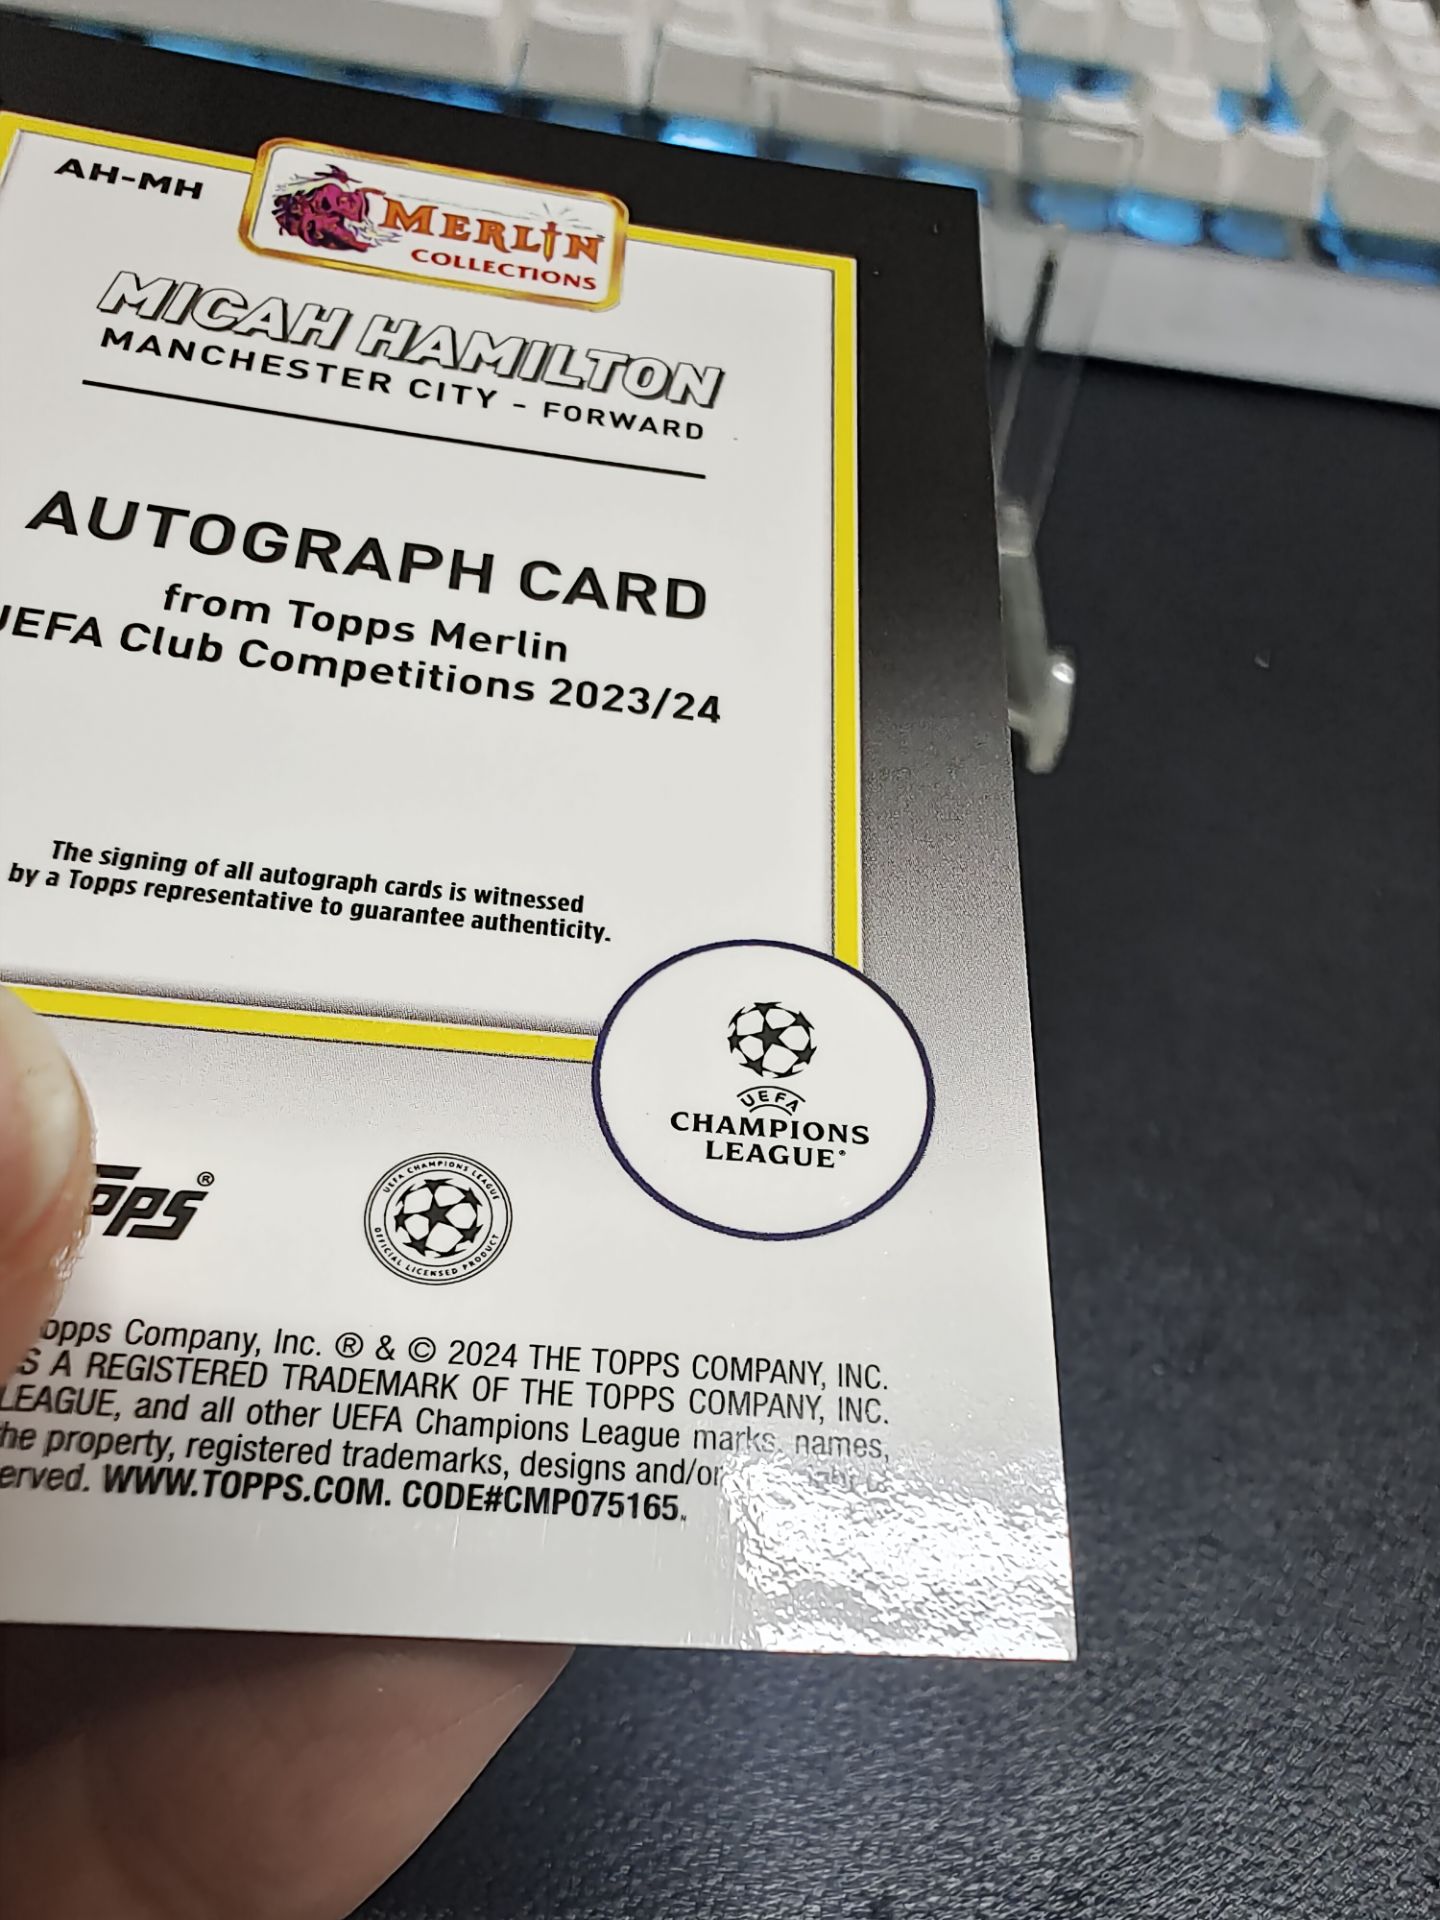 AH-MH
MERLIN
COLLECTIONS
MICAH HAMILTON
MANCHESTER CITY - FORWARD
AUTOGRAPH CARD
from Topps Merlin
UEFA Club Competitions 2023/24
The signing of all autograph cards is witnessed
by a Topps representative to guarantee authenticity.
UEFA
CHAMPIONS
LEAGUE
Topps®
UEFA CHAMPIONS LEAGUE
OFFICIAL LICENSED PRODUCT
Topps Company, Inc. ® & © 2024 THE TOPPS COMPANY, INC.
A REGISTERED TRADEMARK OF THE TOPPS COMPANY, INC.
LEAGUE, and all other UEFA Champions League marks, names,
property, registered trademarks, designs and/or
WWW.TOPPS.COM. CODE#CMP075165.